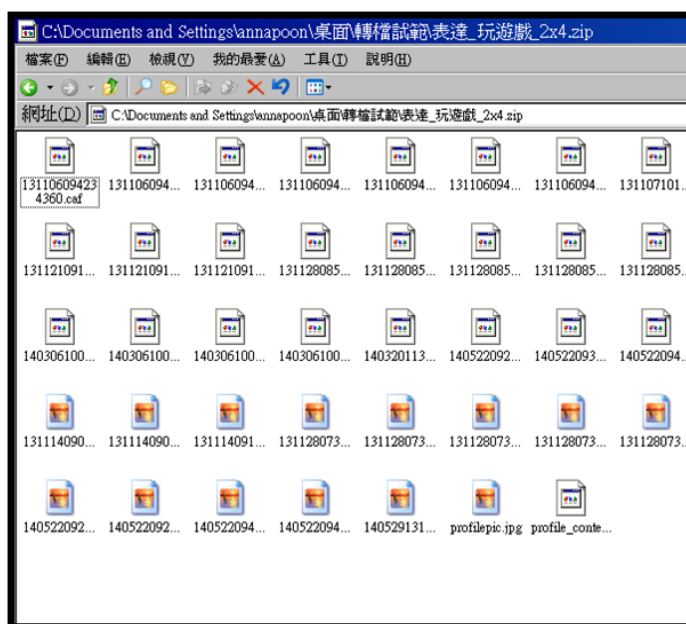 C:\Documents and Settings\annapoon\桌面\轉檔試範\表達_玩遊戲_2x4.zip
檔案(F) 編輯(E) 檢視(V) 我的最愛(A) 工具(T) 說明(H)
網址(D) C:\Documents and Settings\annapoon\桌面\轉檔試範\表達_玩遊戲_2x4.zip
13110609423 131106094... 131106094... 131106094... 131106094... 131106094... 131106094... 131107101...
4360.caf
131121091... 131121091... 131121091... 131128085... 131128085... 131128085... 131128085... 131128085...
140306100... 140306100... 140306100... 140306100... 140320113... 140522092... 140522093... 140522094...
131114090... 131114090... 131114091... 131128073... 131128073... 131128073... 131128073... 131128073...
140522092... 140522092... 140522094... 140522094... 140529131... profilepic.jpg profile_conte...